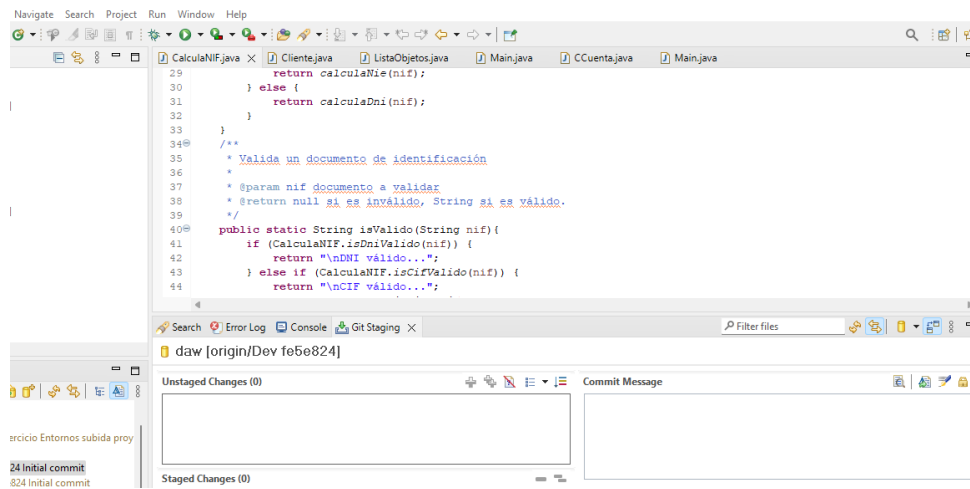 Navigate Search Project Run Window Help
CalculaNIF.java Cliente.java ListaObjetos.java Main.java CCuenta.java Main.java
29 return calculaNie(nif);
30 } else {
31 return calculaDni(nif);
32 }
33 }
34 /**
35 * Valida un documento de identificación
36 *
37 * @param nif documento a validar
38 * @return null si es inválido, String si es válido.
39 */
40 public static String isValido(String nif){
41 if (CalculaNIF.isDniValido(nif)) {
42 return "\nDNI válido...";
43 } else if (CalculaNIF.isCifValido(nif)) {
44 return "\nCIF válido...";
Search Error Log Console Git Staging
Filter files
daw [origin/Dev fe5e824]
Unstaged Changes (0)
Commit Message
ercicio Entornos subida proy
24 Initial commit
824 Initial commit
Staged Changes (0)